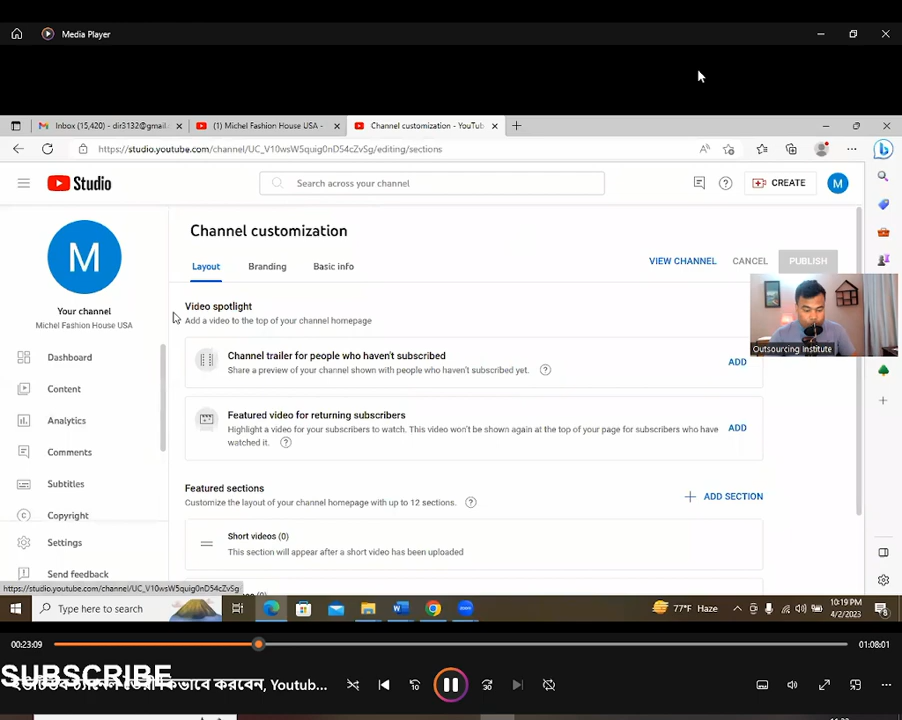 Media Player
Inbox (15,420) - dir3132@gmail.
(1) Michel Fashion House USA -
Channel customization - YouTub
https://studio.youtube.com/channel/UC_V10wsW5quig0nD54cZvSg/editing/sections
Studio
Search across your channel
CREATE
M
M
Your channel
Michel Fashion House USA
Dashboard
Content
Analytics
Comments
Subtitles
Copyright
Settings
Send feedback
Channel customization
Layout
Branding
Basic info
VIEW CHANNEL
CANCEL
PUBLISH
Video spotlight
Add a video to the top of your channel homepage
Channel trailer for people who haven't subscribed
Share a preview of your channel shown with people who haven't subscribed yet.
ADD
Featured video for returning subscribers
Highlight a video for your subscribers to watch. This video won't be shown again at the top of your page for subscribers who have
watched it.
ADD
Featured sections
Customize the layout of your channel homepage with up to 12 sections.
ADD SECTION
Short videos (0)
This section will appear after a short video has been uploaded
Outsourcing Institute
https://studio.youtube.com/channel/UC_V10wsW5quig0nD54cZvSg
Type here to search
77°F Haze
10:19 PM
4/2/2023
8
00:23:09
01:08:01
SUBSCRIBE
কিভাবে করবেন, Youtub...
10
30